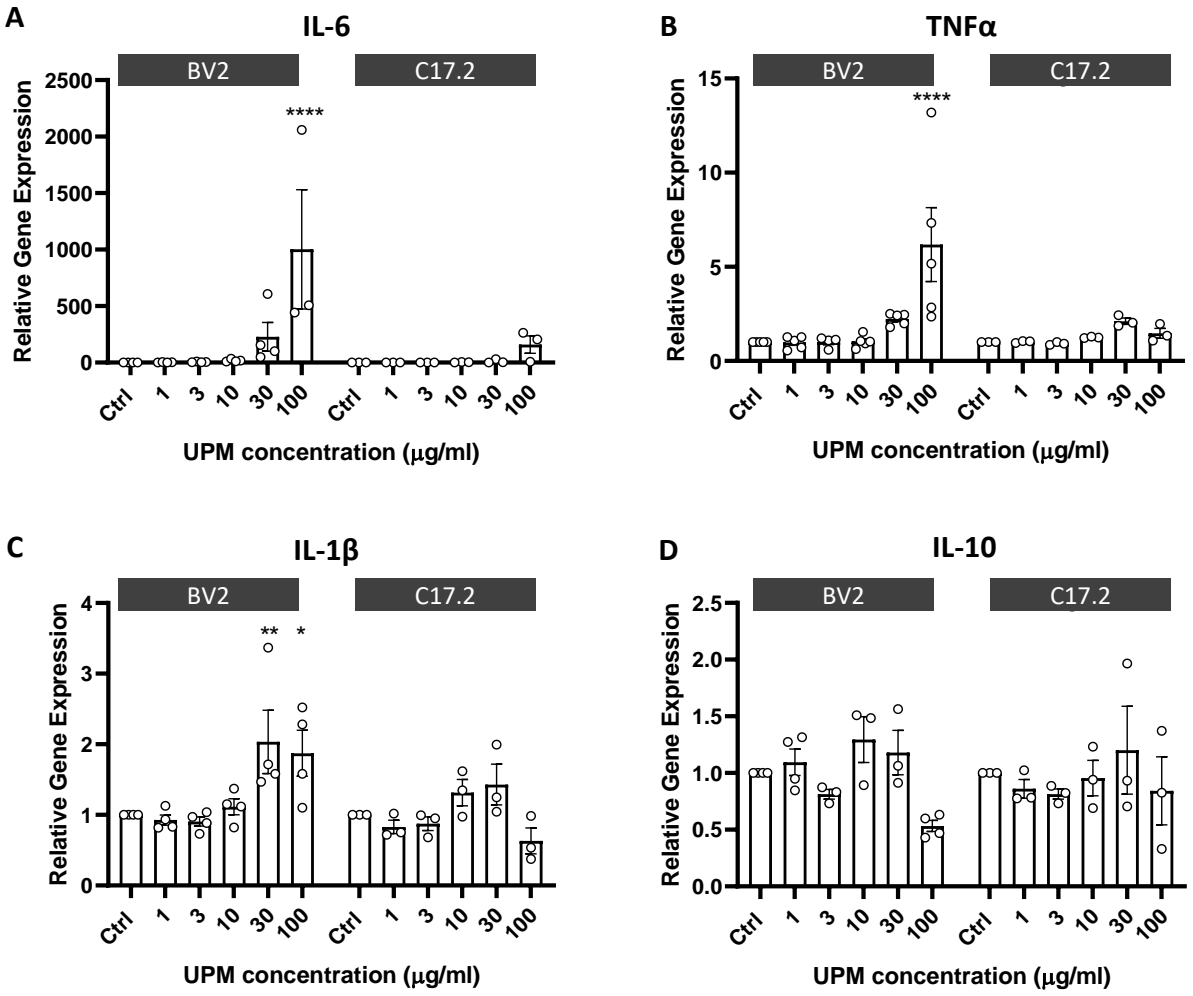 A
IL-6
BV2
C17.2
Relative Gene Expression
2500
2000
1500
1000
500
0
****
Ctrl
1
3
10
30
100
Ctrl
1
3
10
30
100
UPM concentration (μg/ml)
B
TNFα
BV2
C17.2
Relative Gene Expression
15
10
5
0
****
Ctrl
1
3
10
30
100
Ctrl
1
3
10
30
100
UPM concentration (μg/ml)
C
IL-1β
BV2
C17.2
Relative Gene Expression
4
3
2
1
0
**
*
Ctrl
1
3
10
30
100
Ctrl
1
3
10
30
100
UPM concentration (μg/ml)
D
IL-10
BV2
C17.2
Relative Gene Expression
2.5
2.0
1.5
1.0
0.5
0.0
Ctrl
1
3
10
30
100
Ctrl
1
3
10
30
100
UPM concentration (μg/ml)